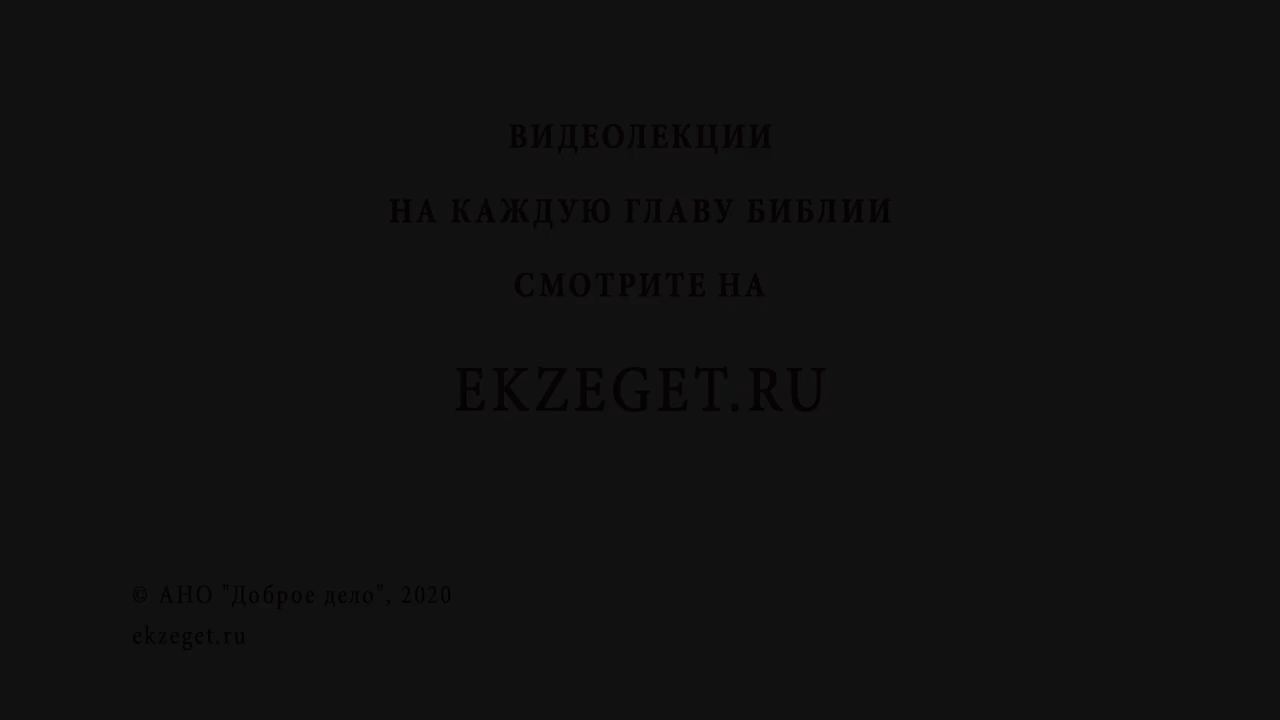 ВИДЕОЛЕКЦИИ
НА КАЖДУЮ ГЛАВУ БИБЛИИ
СМОТРИТЕ НА
EKZEGET.RU
© АНО "Доброе дело", 2020
ekzeget.ru